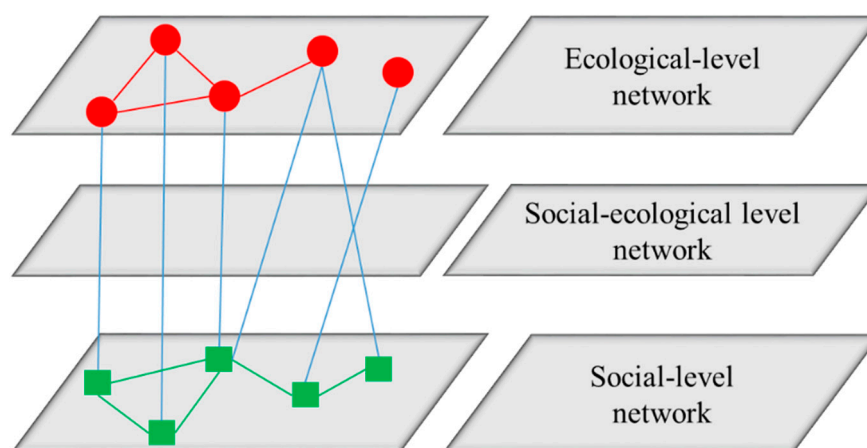 Ecological-level
network
Social-ecological level
network
Social-level
network